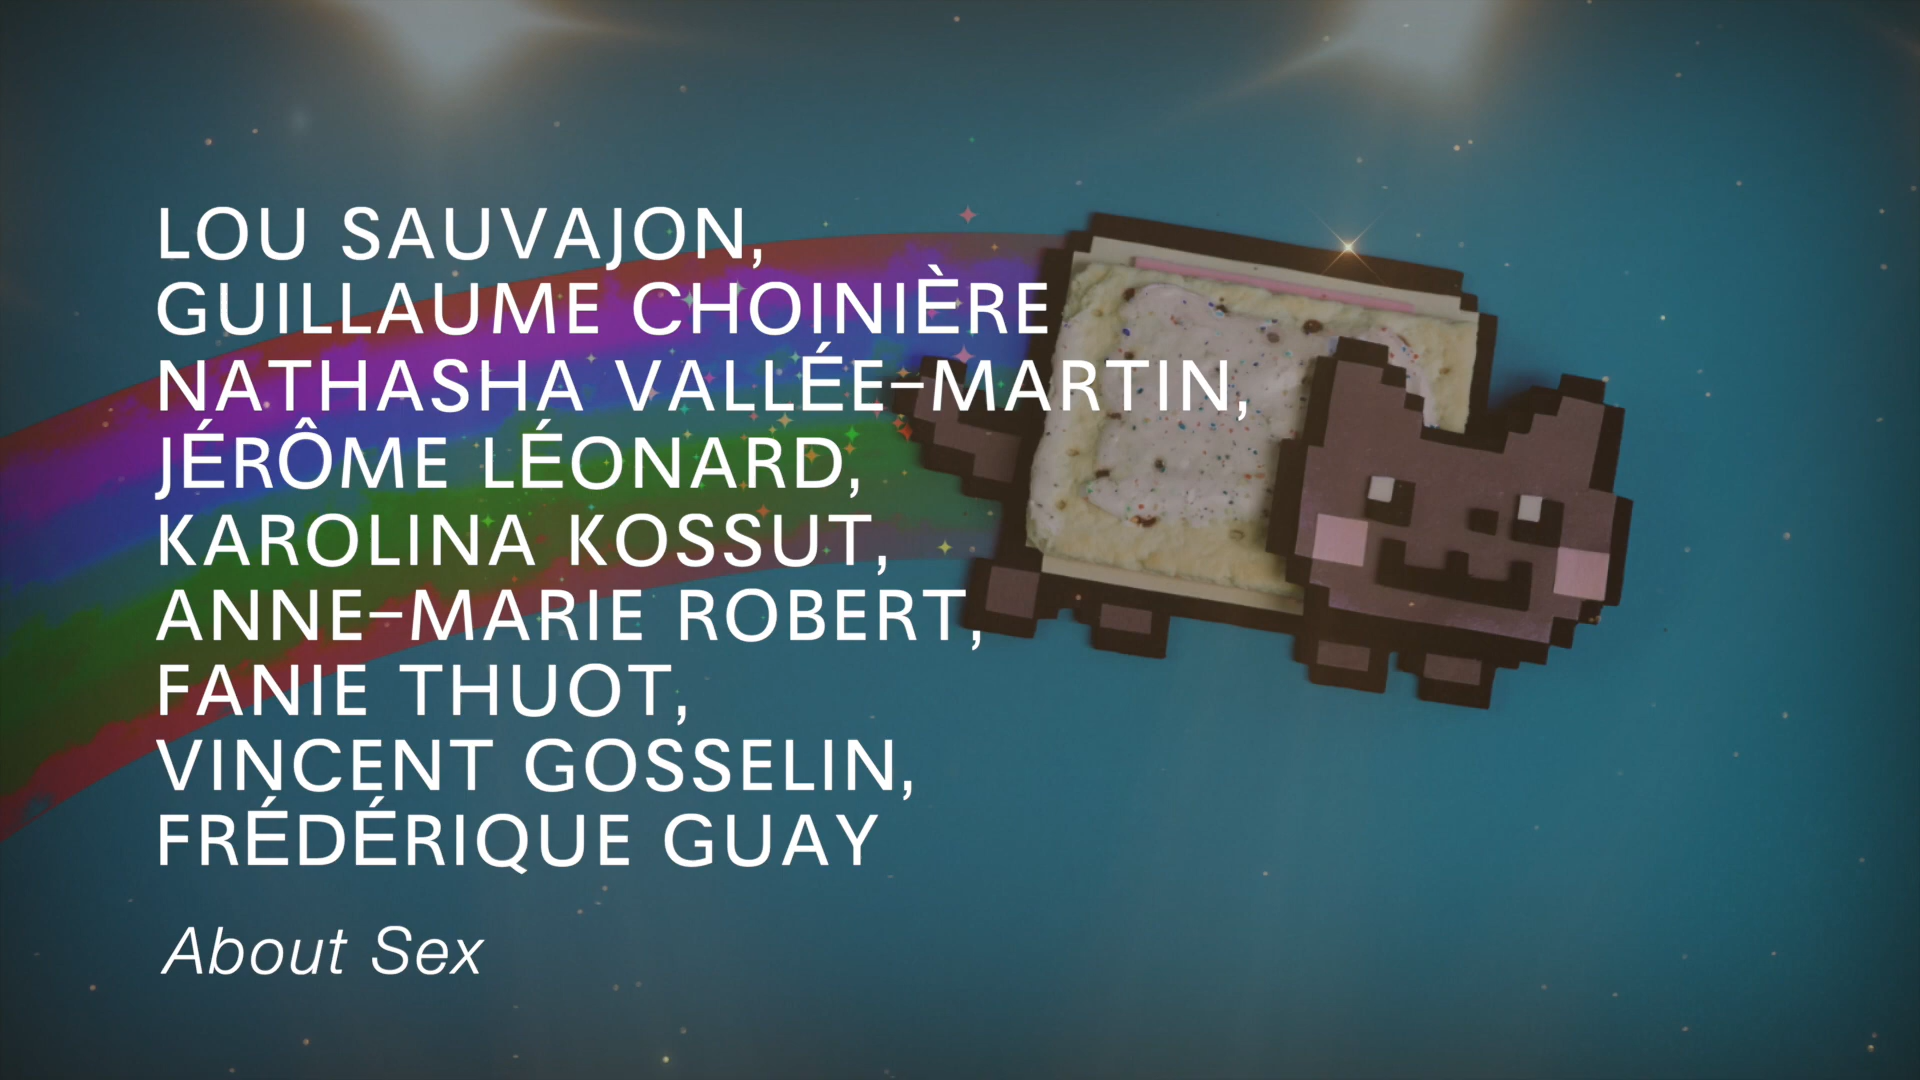 LOU SAUVAJON,
GUILLAUME CHOINIÈRE
NATHASHA VALLÉE-MARTIN,
JÉRÔME LÉONARD,
KAROLINA KOSSUT,
ANNE-MARIE ROBERT,
FANIE THUOT,
VINCENT GOSSELIN,
FRÉDÉRIQUE GUAY
About Sex